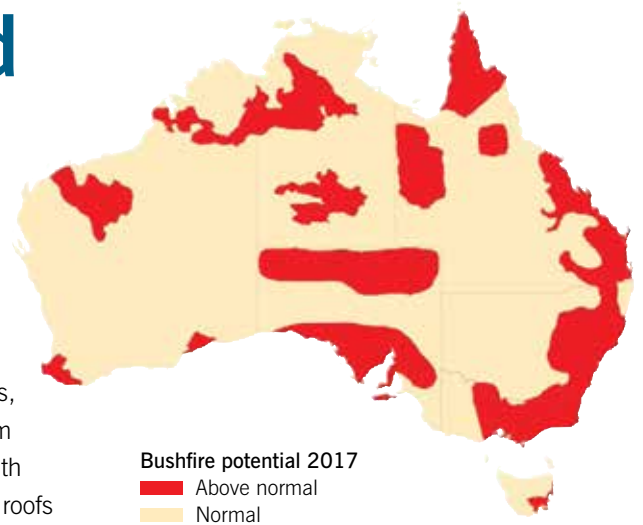 d
s,
m
th
roofs
Bushfire potential 2017
Above normal
Normal